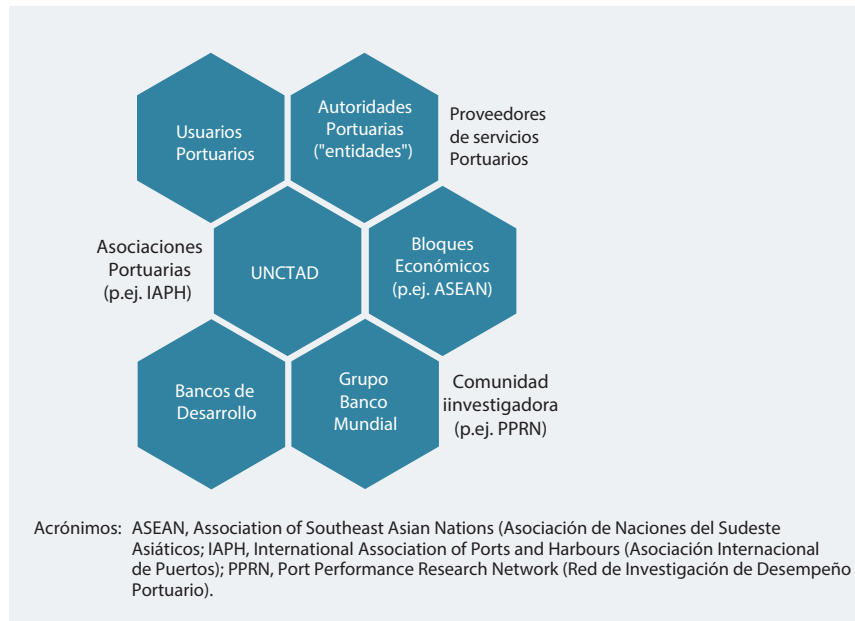 Usuarios
Portuarios
Autoridades
Portuarias
("entidades")
Proveedores
de servicios
Portuarios
Asociaciones
Portuarias
(p.ej. IAPH)
UNCTAD
Bloques
Económicos
(p.ej. ASEAN)
Bancos de
Desarrollo
Grupo
Banco
Mundial
Comunidad
iinvestigadora
(p.ej. PPRN)
Acrónimos: ASEAN, Association of Southeast Asian Nations (Asociación de Naciones del Sudeste
Asiáticos; IAPH, International Association of Ports and Harbours (Asociación Internacional
de Puertos); PPRN, Port Performance Research Network (Red de Investigación de Desempeño
Portuario).